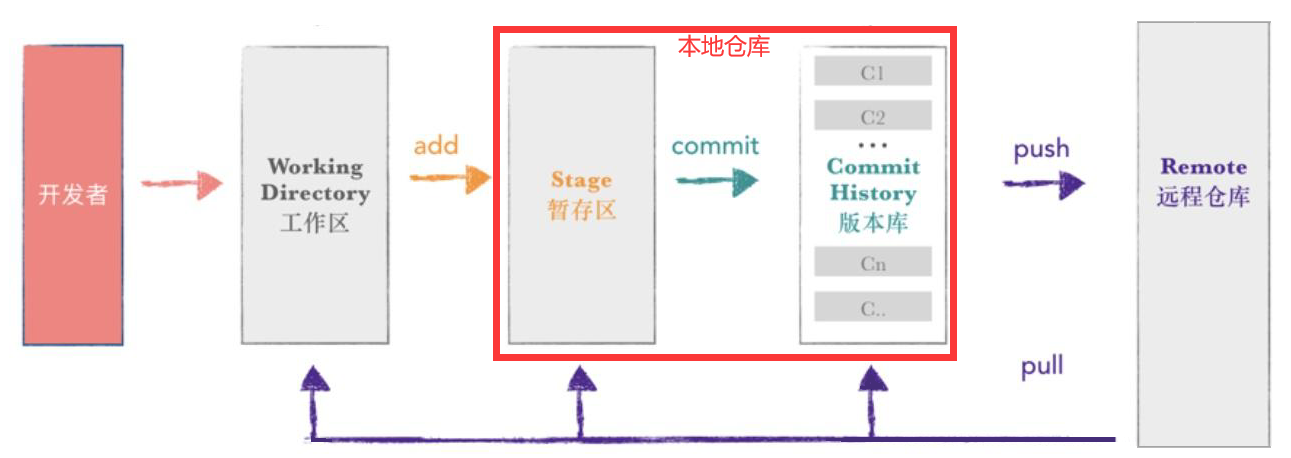 本地仓库
开发者
Working
Directory
工作区
add
Stage
暂存区
commit
C1
C2
...
Commit
History
版本库
Cn
C..
push
pull
Remote
远程仓库